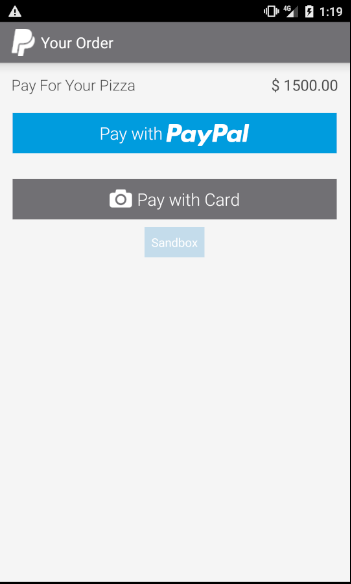 4G 1:19
Your Order
Pay For Your Pizza $ 1500.00
Pay with PayPal
Pay with Card
Sandbox